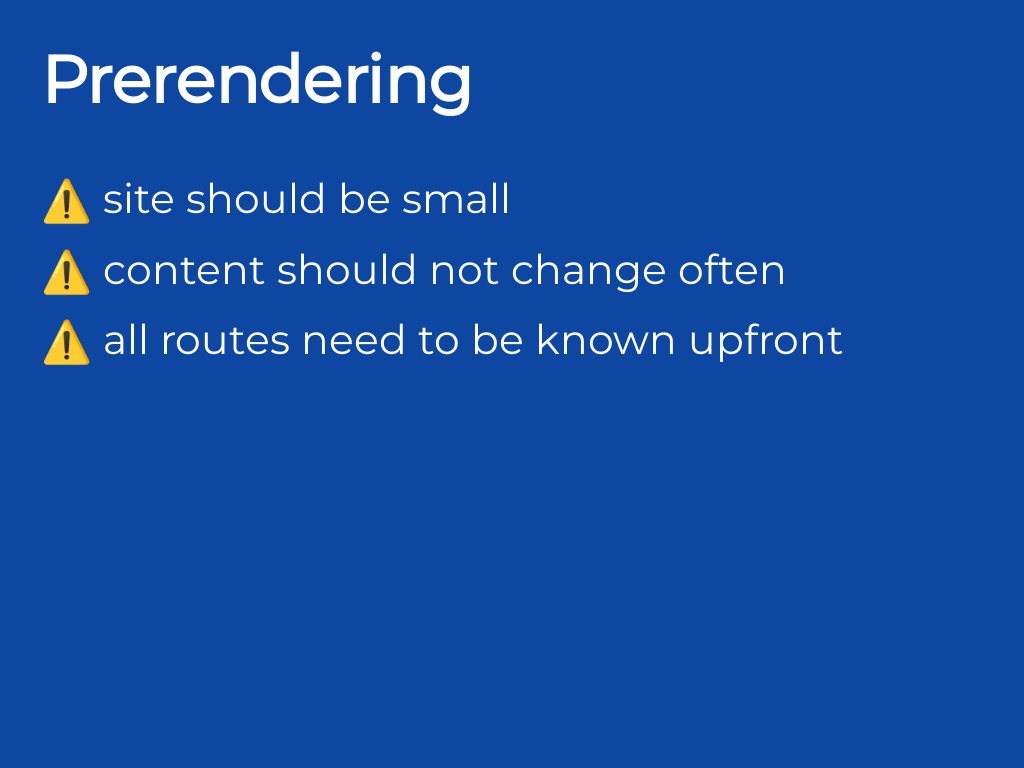 Prerendering
⚠️ site should be small
⚠️ content should not change often
⚠️ all routes need to be known upfront